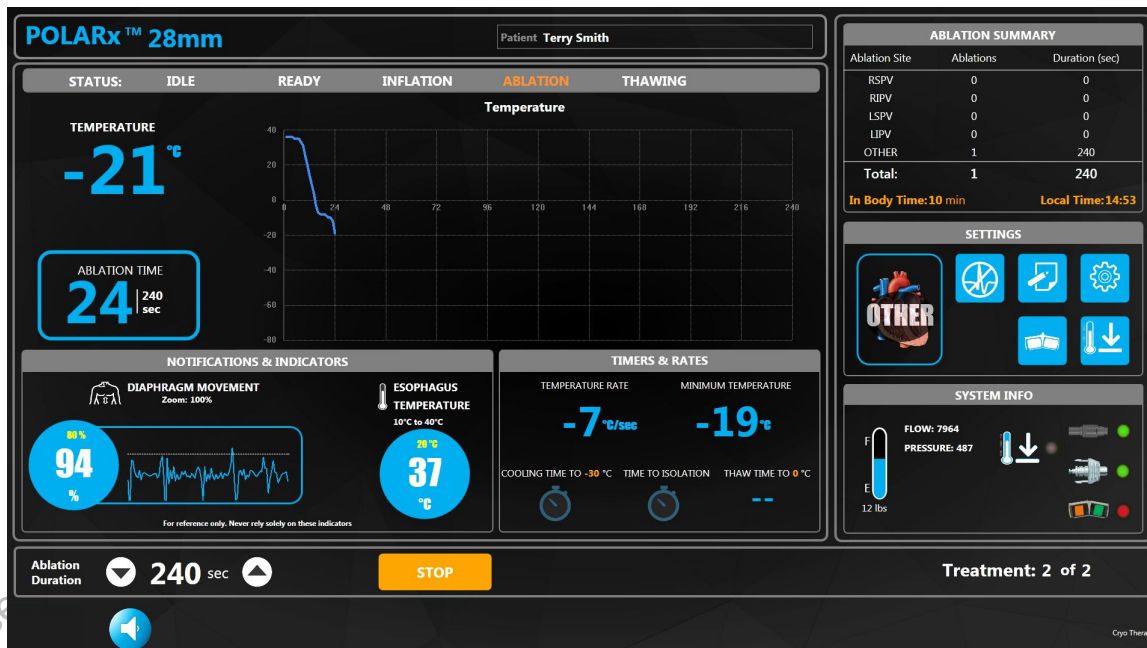 POLARx™ 28mm
Patient Terry Smith
STATUS: IDLE READY INFLATION ABLATION THAWING
TEMPERATURE
-21 °C
ABLATION TIME
24 240 sec
Temperature
40
20
0
-20
-40
-60
-80
0 24 48 72 96 120 144 168 192 216 240
NOTIFICATIONS & INDICATORS
DIAPHRAGM MOVEMENT
Zoom: 100%
80 %
94
%
For reference only. Never rely solely on these indicators
ESOPHAGUS
TEMPERATURE
10°C to 40°C
20 °C
37
°C
TIMERS & RATES
TEMPERATURE RATE MINIMUM TEMPERATURE
-7 °C/sec -19 °C
COOLING TIME TO -30 °C TIME TO ISOLATION THAW TIME TO 0 °C
--
ABLATION SUMMARY
Ablation Site Ablations Duration (sec)
RSPV 0 0
RIPV 0 0
LSPV 0 0
LIPV 0 0
OTHER 1 240
Total: 1 240
In Body Time:10 min Local Time:14:53
SETTINGS
OTHER
SYSTEM INFO
F
E
12 lbs
FLOW: 7964
PRESSURE: 487
Ablation
Duration
240 sec
STOP
Treatment: 2 of 2
Cryo Thera